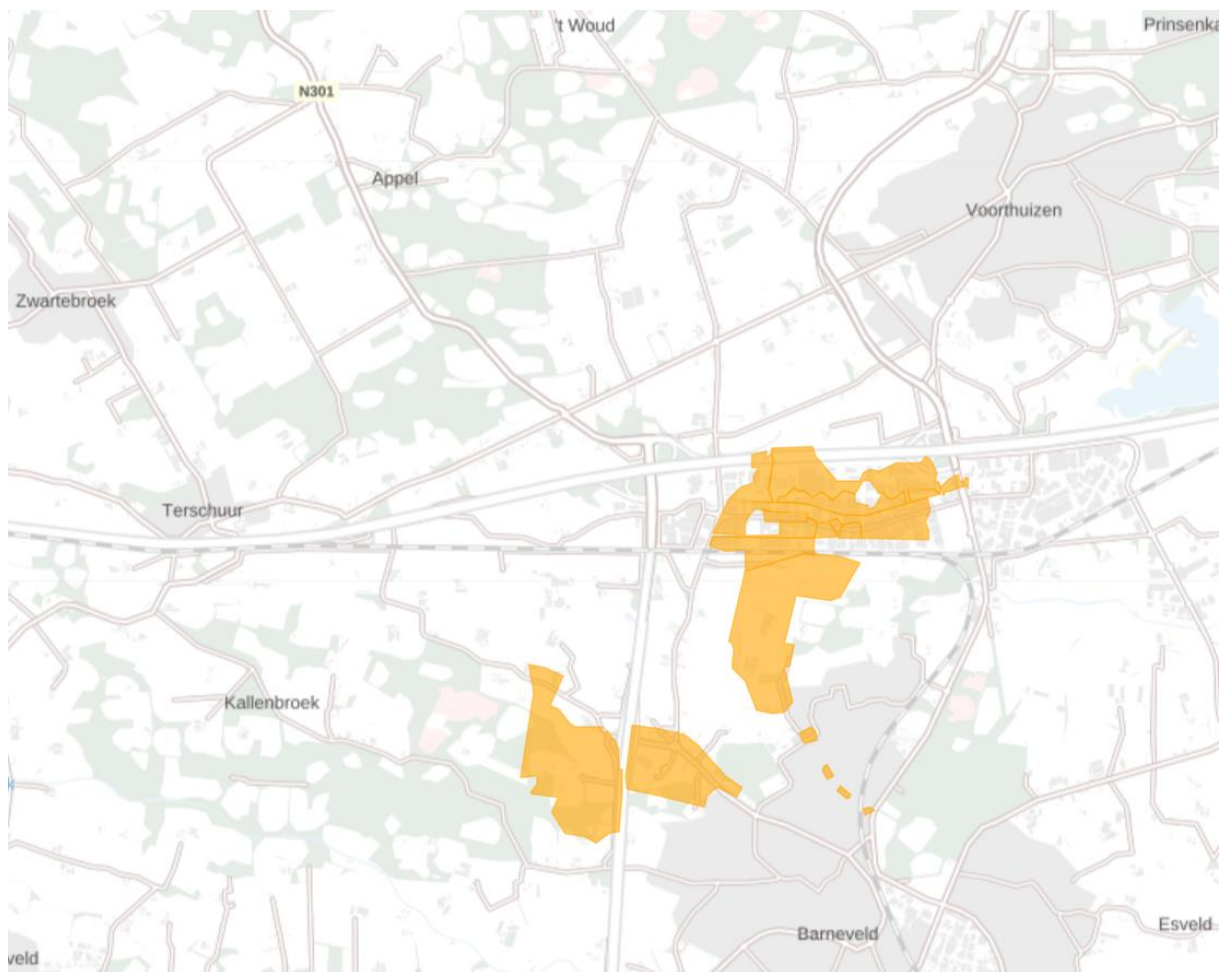 't Woud
Prinsenka
N301
Appel
Voorthuizen
Zwartebroek
Terschuur
Kallenbroek
Esveld
Barneveld
veld